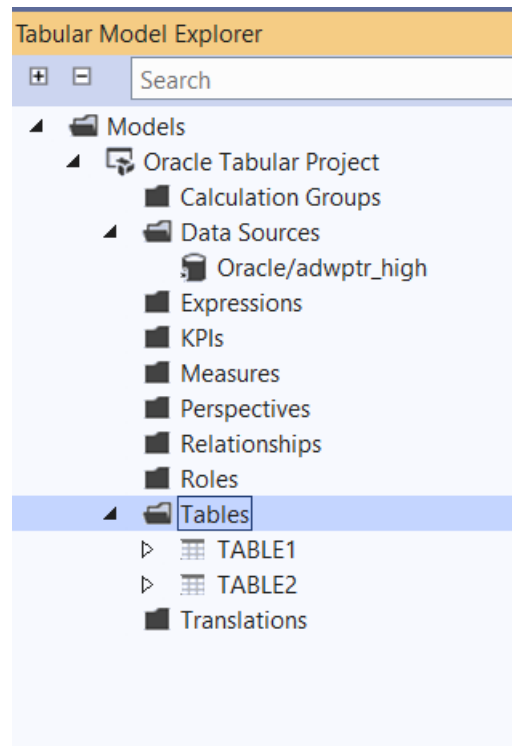 Tabular Model Explorer
Search
Models
Oracle Tabular Project
Calculation Groups
Data Sources
Oracle/adwptr_high
Expressions
KPIs
Measures
Perspectives
Relationships
Roles
Tables
TABLE1
TABLE2
Translations